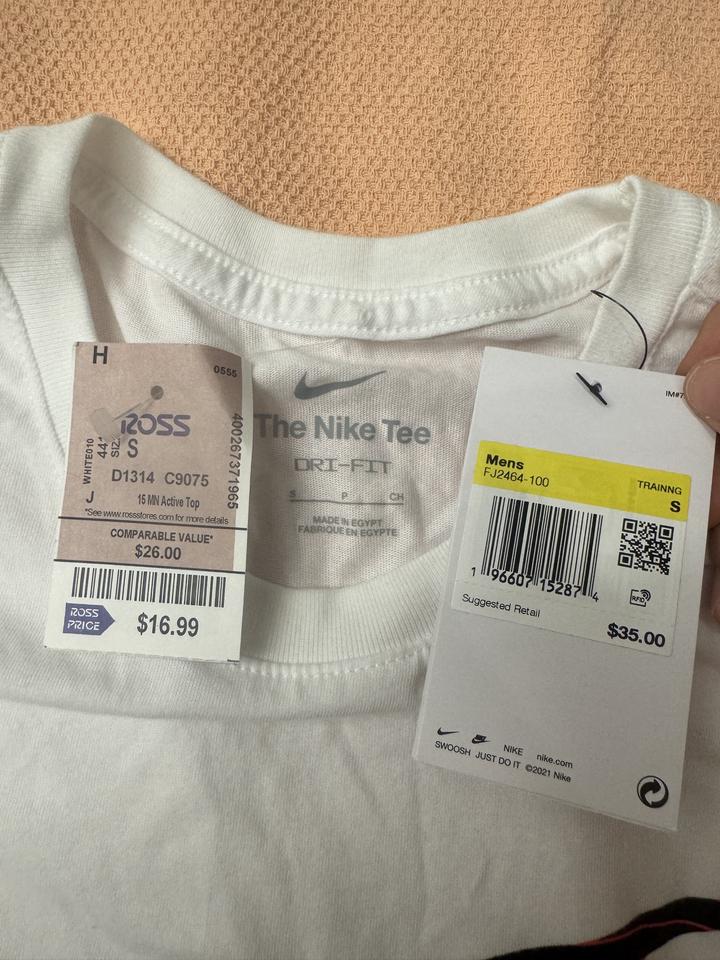 H
0555
ROSS
WHITE010
44*
SIZ
S
D1314 C9075
400267371965
J
15 MN Active Top
*See www.rossstores.com for more details
COMPARABLE VALUE*
$26.00
ROSS
PRICE
$16.99
The Nike Tee
DRI-FIT
S P CH
MADE IN EGYPT
FABRIQUE EN EGYPTE
IM#7
Mens
FJ2464-100
TRAINNG
S
1 96607 15287 4
RFID
Suggested Retail
$35.00
NIKE nike.com
SWOOSH JUST DO IT ©2021 Nike